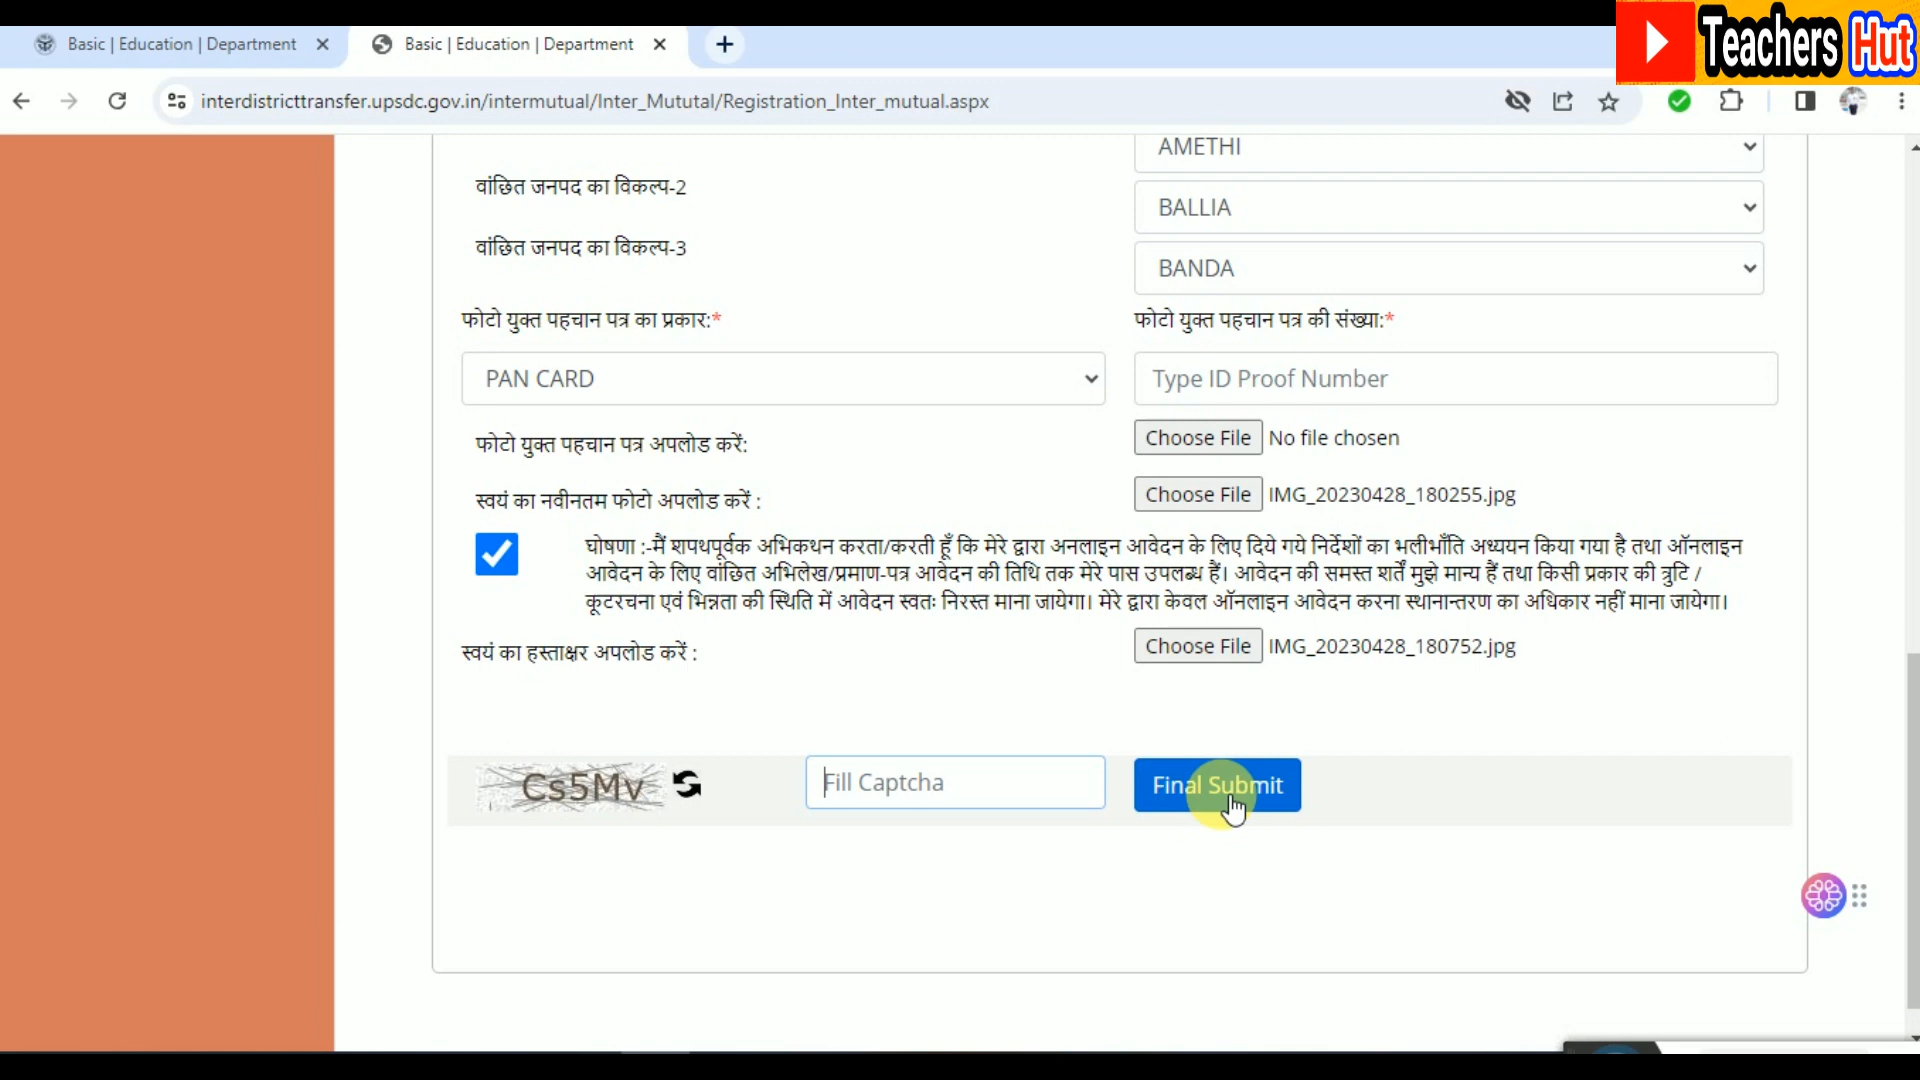 Teachers Hut
Basic | Education | Department
Basic | Education | Department
interdistricttransfer.upsdc.gov.in/intermutual/Inter_Mututal/Registration_Inter_mutual.aspx
AMETHI
वांछित जनपद का विकल्प-2
BALLIA
वांछित जनपद का विकल्प-3
BANDA
फोटो युक्त पहचान पत्र का प्रकार:*
फोटो युक्त पहचान पत्र की संख्या:*
PAN CARD
Type ID Proof Number
फोटो युक्त पहचान पत्र अपलोड करें:
Choose File No file chosen
स्वयं का नवीनतम फोटो अपलोड करें :
Choose File IMG_20230428_180255.jpg
घोषणा :-मैं शपथपूर्वक अभिकथन करता/करती हूँ कि मेरे द्वारा अनलाइन आवेदन के लिए दिये गये निर्देशों का भलीभाँति अध्ययन किया गया है तथा ऑनलाइन
आवेदन के लिए वांछित अभिलेख/प्रमाण-पत्र आवेदन की तिथि तक मेरे पास उपलब्ध हैं। आवेदन की समस्त शर्तें मुझे मान्य हैं तथा किसी प्रकार की त्रुटि /
कूटरचना एवं भिन्नता की स्थिति में आवेदन स्वतः निरस्त माना जायेगा। मेरे द्वारा केवल ऑनलाइन आवेदन करना स्थानान्तरण का अधिकार नहीं माना जायेगा।
स्वयं का हस्ताक्षर अपलोड करें :
Choose File IMG_20230428_180752.jpg
Cs5Mv
Fill Captcha
Final Submit